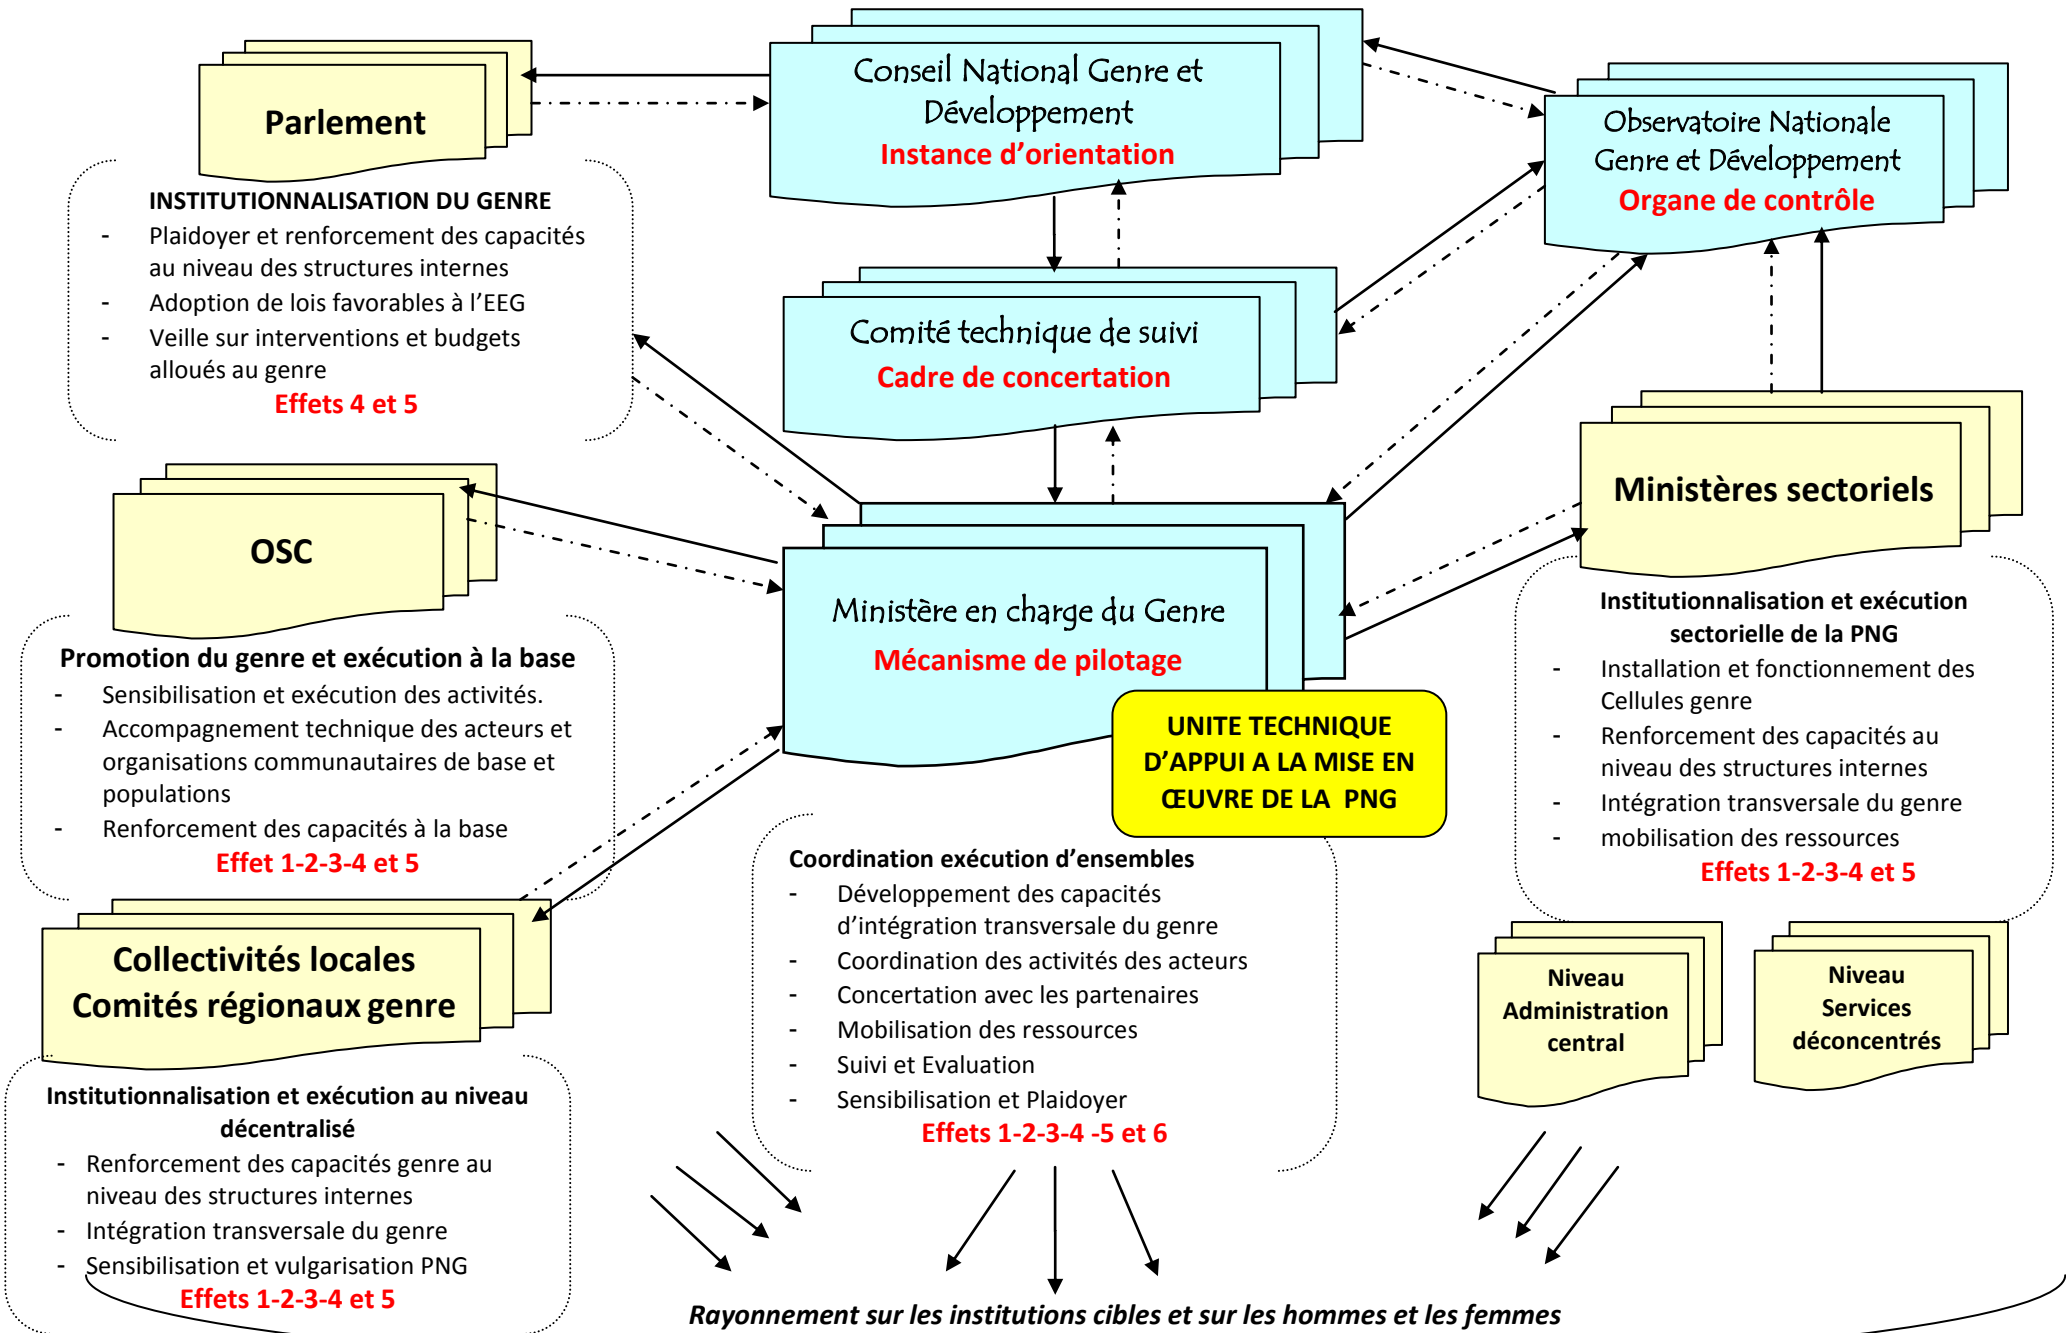 Parlement
Conseil National Genre et
Développement
Instance d'orientation
Observatoire Nationale
Genre et Développement
Organe de contrôle
INSTITUTIONNALISATION DU GENRE
- Plaidoyer et renforcement des capacités
au niveau des structures internes
- Adoption de lois favorables à l'EEG
- Veille sur interventions et budgets
alloués au genre
Effets 4 et 5
Comité technique de suivi
Cadre de concertation
Ministères sectoriels
OSC
Ministère en charge du Genre
Mécanisme de pilotage
UNITE TECHNIQUE
D'APPUI A LA MISE EN
ŒUVRE DE LA PNG
Promotion du genre et exécution à la base
- Sensibilisation et exécution des activités.
- Accompagnement technique des acteurs et
organisations communautaires de base et
populations
- Renforcement des capacités à la base
Effet 1-2-3-4 et 5
Institutionnalisation et exécution
sectorielle de la PNG
- Installation et fonctionnement des
Cellules genre
- Renforcement des capacités au
niveau des structures internes
- Intégration transversale du genre
- mobilisation des ressources
Effets 1-2-3-4 et 5
Collectivités locales
Comités régionaux genre
Coordination exécution d'ensembles
- Développement des capacités
d'intégration transversale du genre
- Coordination des activités des acteurs
- Concertation avec les partenaires
- Mobilisation des ressources
- Suivi et Evaluation
- Sensibilisation et Plaidoyer
Effets 1-2-3-4 -5 et 6
Niveau
Administration
central
Niveau
Services
déconcentrés
Institutionnalisation et exécution au niveau
décentralisé
- Renforcement des capacités genre au
niveau des structures internes
- Intégration transversale du genre
- Sensibilisation et vulgarisation PNG
Effets 1-2-3-4 et 5
Rayonnement sur les institutions cibles et sur les hommes et les femmes